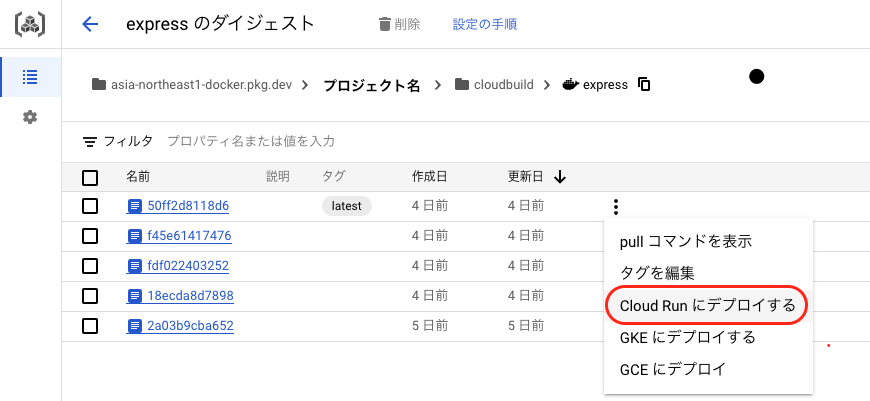 express のダイジェスト 削除 設定の手順
asia-northeast1-docker.pkg.dev プロジェクト名 cloudbuild express
フィルタ プロパティ名または値を入力
名前 説明 タグ 作成日 更新日
50ff2d8118d6 latest 4 日前 4 日前
f45e61417476 4 日前 4 日前
fdf022403252 4 日前 4 日前
18ecda8d7898 4 日前 4 日前
2a03b9cba652 5 日前 5 日前
pull コマンドを表示
タグを編集
Cloud Run にデプロイする
GKE にデプロイする
GCE にデプロイ